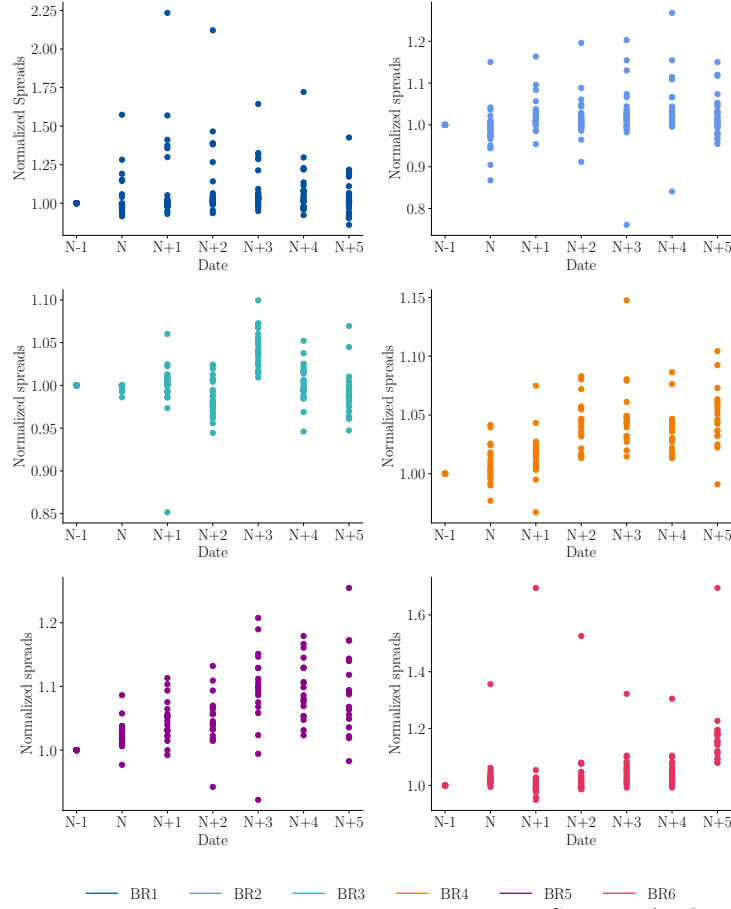 2.25
2.00
1.75
1.50
1.25
1.00
Normalized Spreads
N-1 N N+1 N+2 N+3 N+4 N+5
Date
1.2
1.1
1.0
0.9
0.8
Normalized spreads
N-1 N N+1 N+2 N+3 N+4 N+5
Date
1.10
1.05
1.00
0.95
0.90
0.85
Normalized spreads
N-1 N N+1 N+2 N+3 N+4 N+5
Date
1.15
1.10
1.05
1.00
Normalized spreads
N-1 N N+1 N+2 N+3 N+4 N+5
Date
1.2
1.1
1.0
Normalized spreads
N-1 N N+1 N+2 N+3 N+4 N+5
Date
1.6
1.4
1.2
1.0
Normalized spreads
N-1 N N+1 N+2 N+3 N+4 N+5
Date
BR1 BR2 BR3 BR4 BR5 BR6